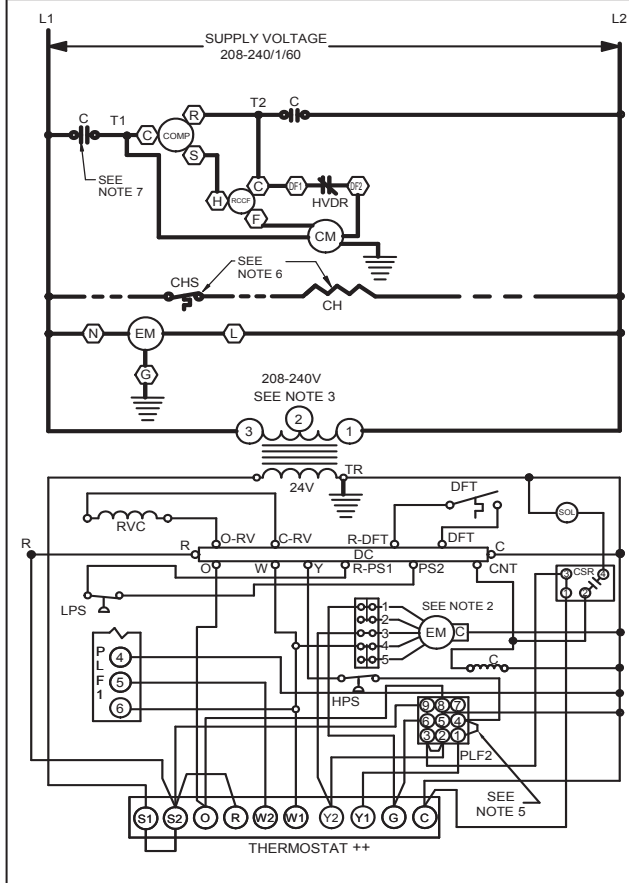 L1 L2
SUPPLY VOLTAGE
208-240/1/60
C T1 C COMP R T2 C
S
SEE
NOTE 7
H RCCF C DF1 HVDR DF2
F
CM
SEE
NOTE 6
CHS CH
N EM L
G
208-240V
SEE NOTE 3
3 2 1
24V TR
RVC
DFT SOL
O-RV C-RV R-DFT DFT
R R DC C
O W Y R-PS1 PS2 CNT
3 CSR 4
1 2
LPS
1
2
3
4
5
SEE NOTE 2
EM C
C
HPS
PLF1
4
5
6
9 8 7
6 5 4
3 2 1
PLF2
SEE
NOTE 5
S1 S2 O R W2 W1 Y2 Y1 G C
THERMOSTAT ++